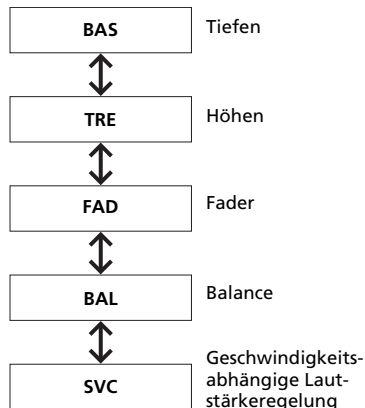 BAS
Tiefen
TRE
Höhen
FAD
Fader
BAL
Balance
SVC
Geschwindigkeits-
abhängige Laut-
stärkeregelung